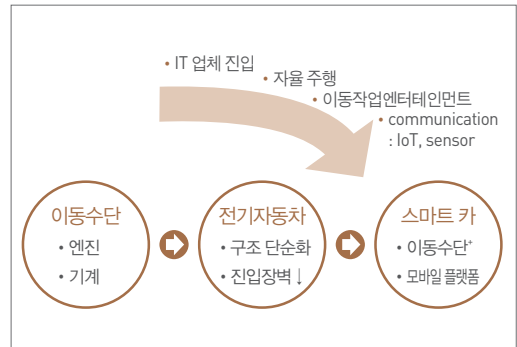 • IT 업체 진입
• 자율 주행
• 이동작업엔터테인먼트
• communication
: IoT, sensor
이동수단
• 엔진
• 기계
전기자동차
• 구조 단순화
• 진입장벽↓
스마트 카
• 이동수단⁺
• 모바일 플랫폼